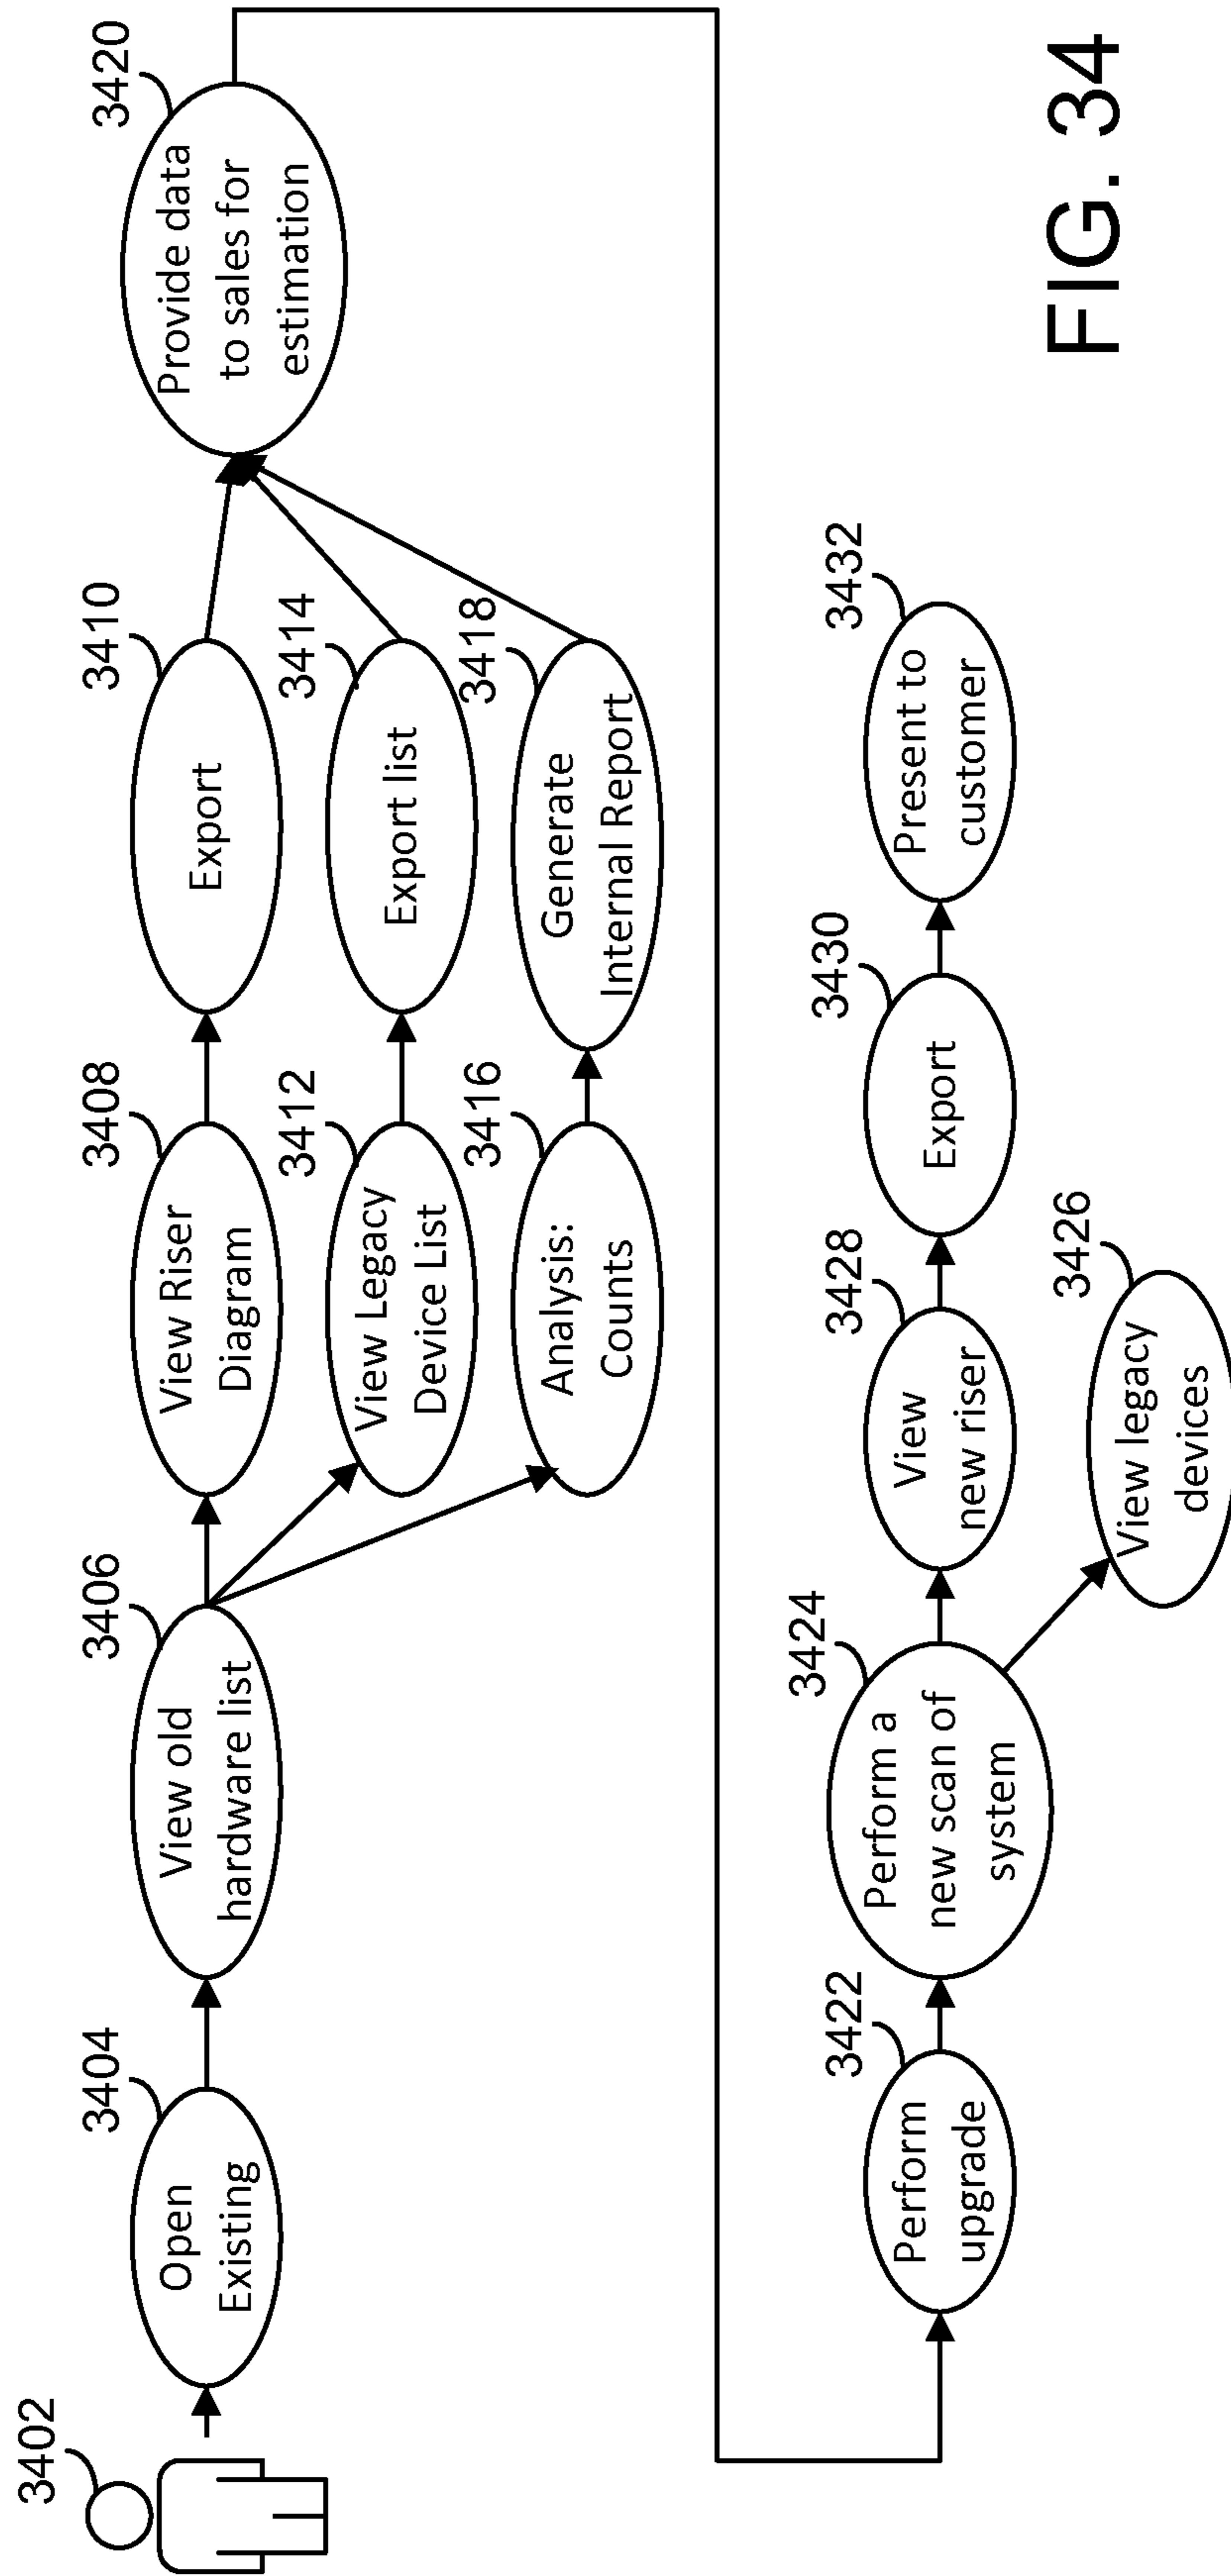 3402
3404
Open
Existing
3406
View old
hardware list
3408
View Riser
Diagram
3410
Export
3412
View Legacy
Device List
3414
Export list
3416
Analysis:
Counts
3418
Generate
Internal Report
3420
Provide data
to sales for
estimation
3422
Perform
upgrade
3424
Perform a
new scan of
system
3428
View
new riser
3426
View legacy
devices
3430
Export
3432
Present to
customer
FIG. 34